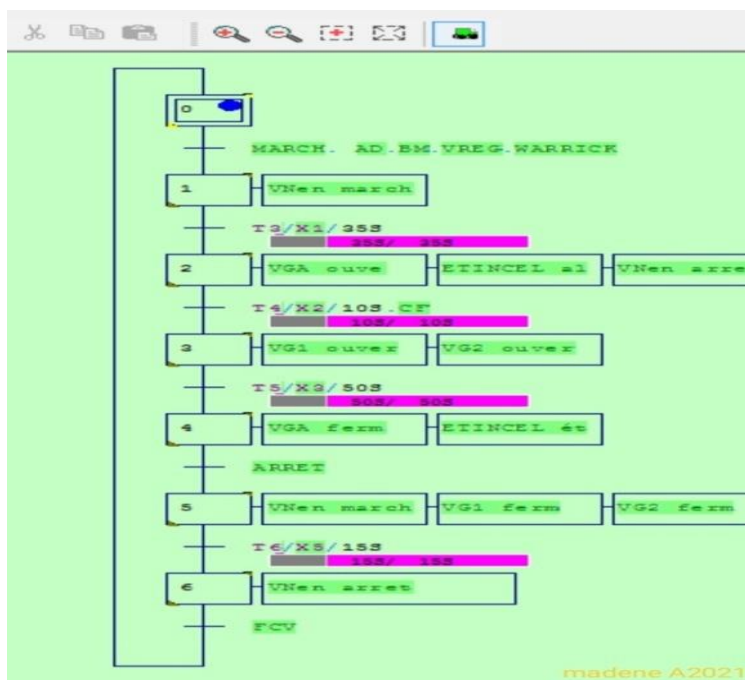 0
MARCH. AD.BM.VREG.WARRICK
1 VNen march
T3/X1/35S
35S/ 35S
2 VGA ouve ETINCEL al VNen arre
T4/X2/10S.CF
10S/ 10S
3 VG1 ouver VG2 ouver
T5/X3/50S
50S/ 50S
4 VGA ferm ETINCEL ét
ARRET
5 VNen march VG1 ferm VG2 ferm
T6/X5/15S
15S/ 15S
6 VNen arret
FCV
madene A2021